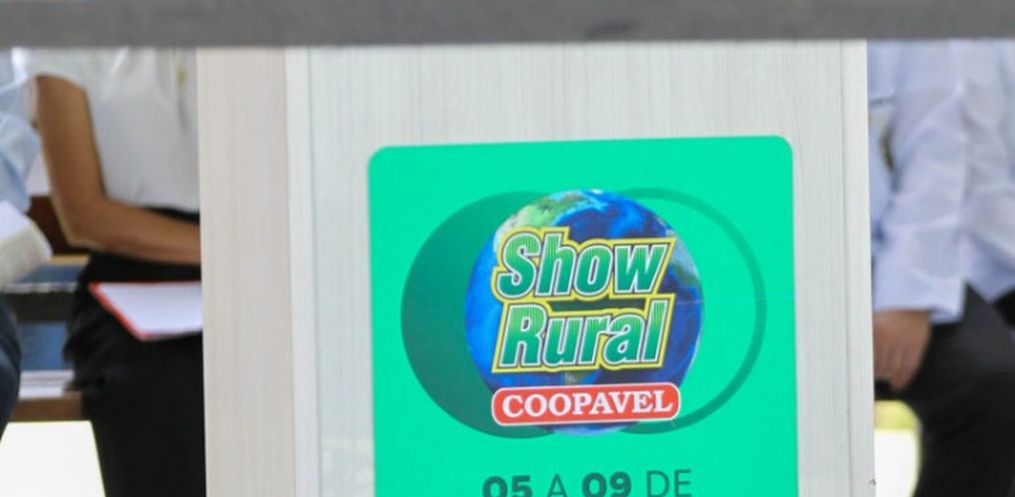 Show
Rural
COOPAVEL
05 A 09 DE